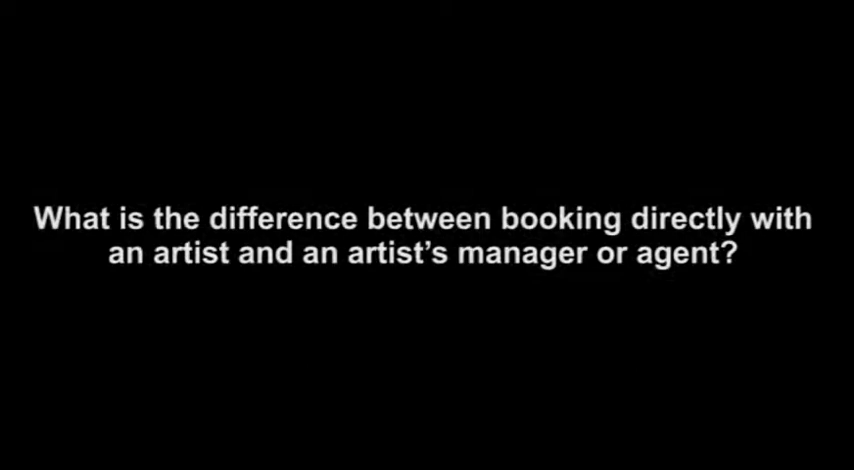 What is the difference between booking directly with
an artist and an artist’s manager or agent?